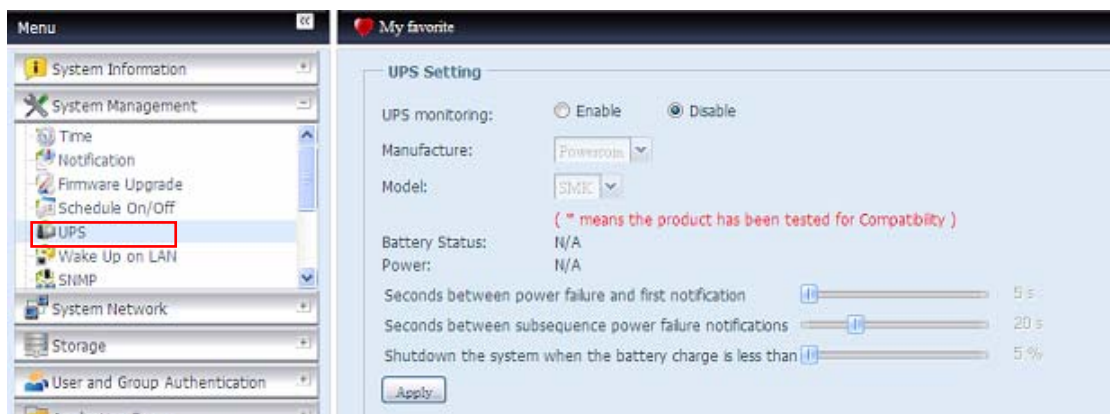 Menu
My favorite
System Information
System Management
Time
Notification
Firmware Upgrade
Schedule On/Off
UPS
Wake Up on LAN
SNMP
System Network
Storage
User and Group Authentication
UPS Setting
UPS monitoring: Enable Disable
Manufacture: Powercom
Model: SMK
( * means the product has been tested for Compatibility )
Battery Status: N/A
Power: N/A
Seconds between power failure and first notification 5 s
Seconds between subsequence power failure notifications 20 s
Shutdown the system when the battery charge is less than 5 %
Apply